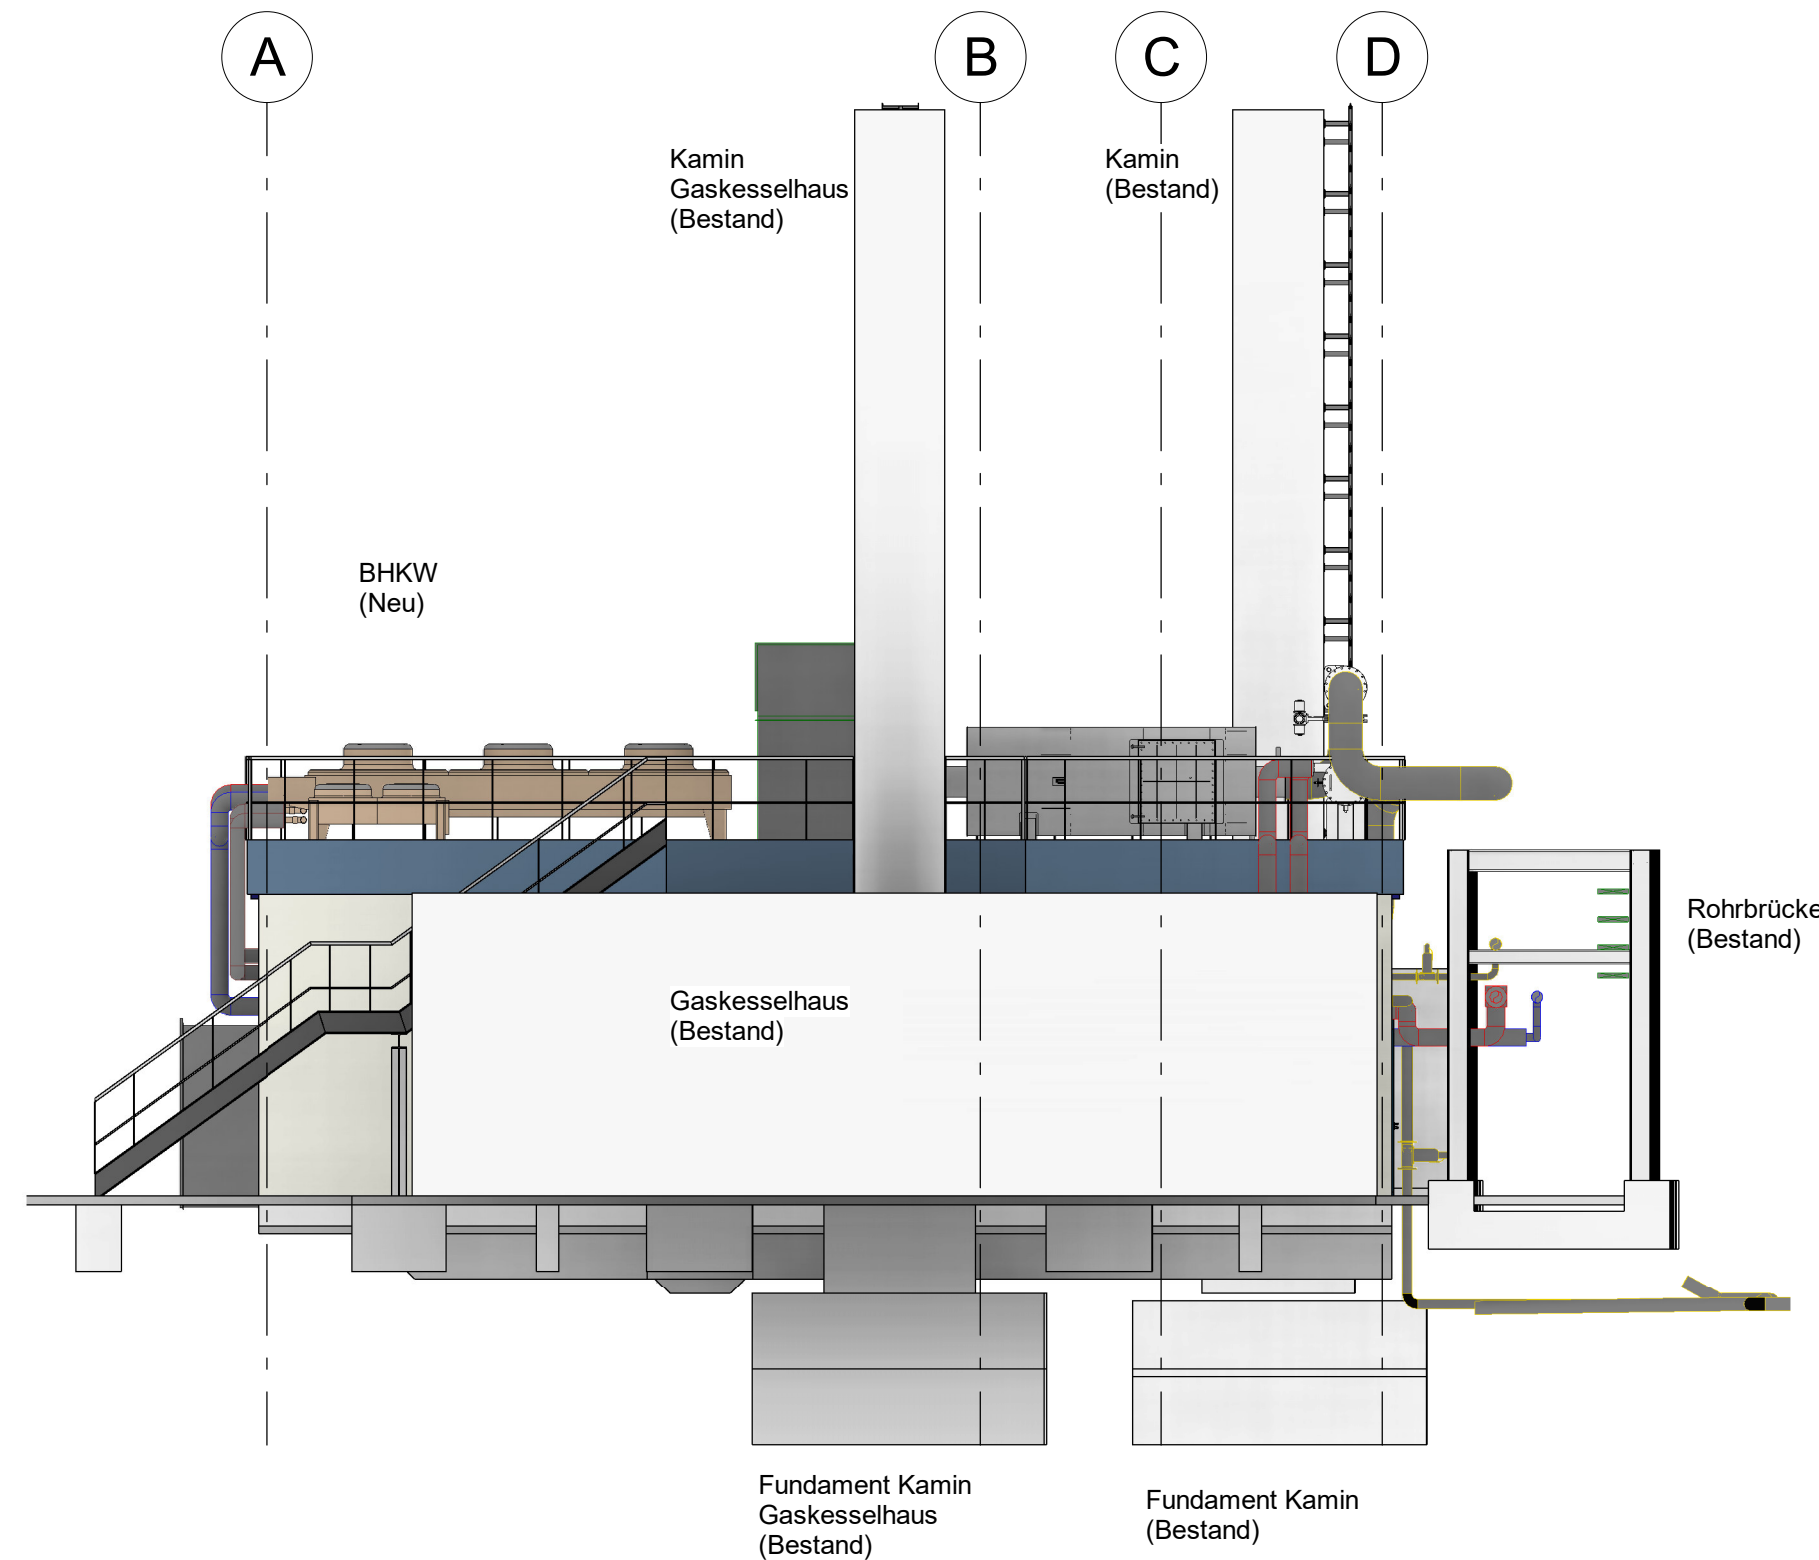 A
B
C
D
Kamin
Gaskesselhaus
(Bestand)
Kamin
(Bestand)
BHKW
(Neu)
Rohrbrücke
(Bestand)
Gaskesselhaus
(Bestand)
Fundament Kamin
Gaskesselhaus
(Bestand)
Fundament Kamin
(Bestand)